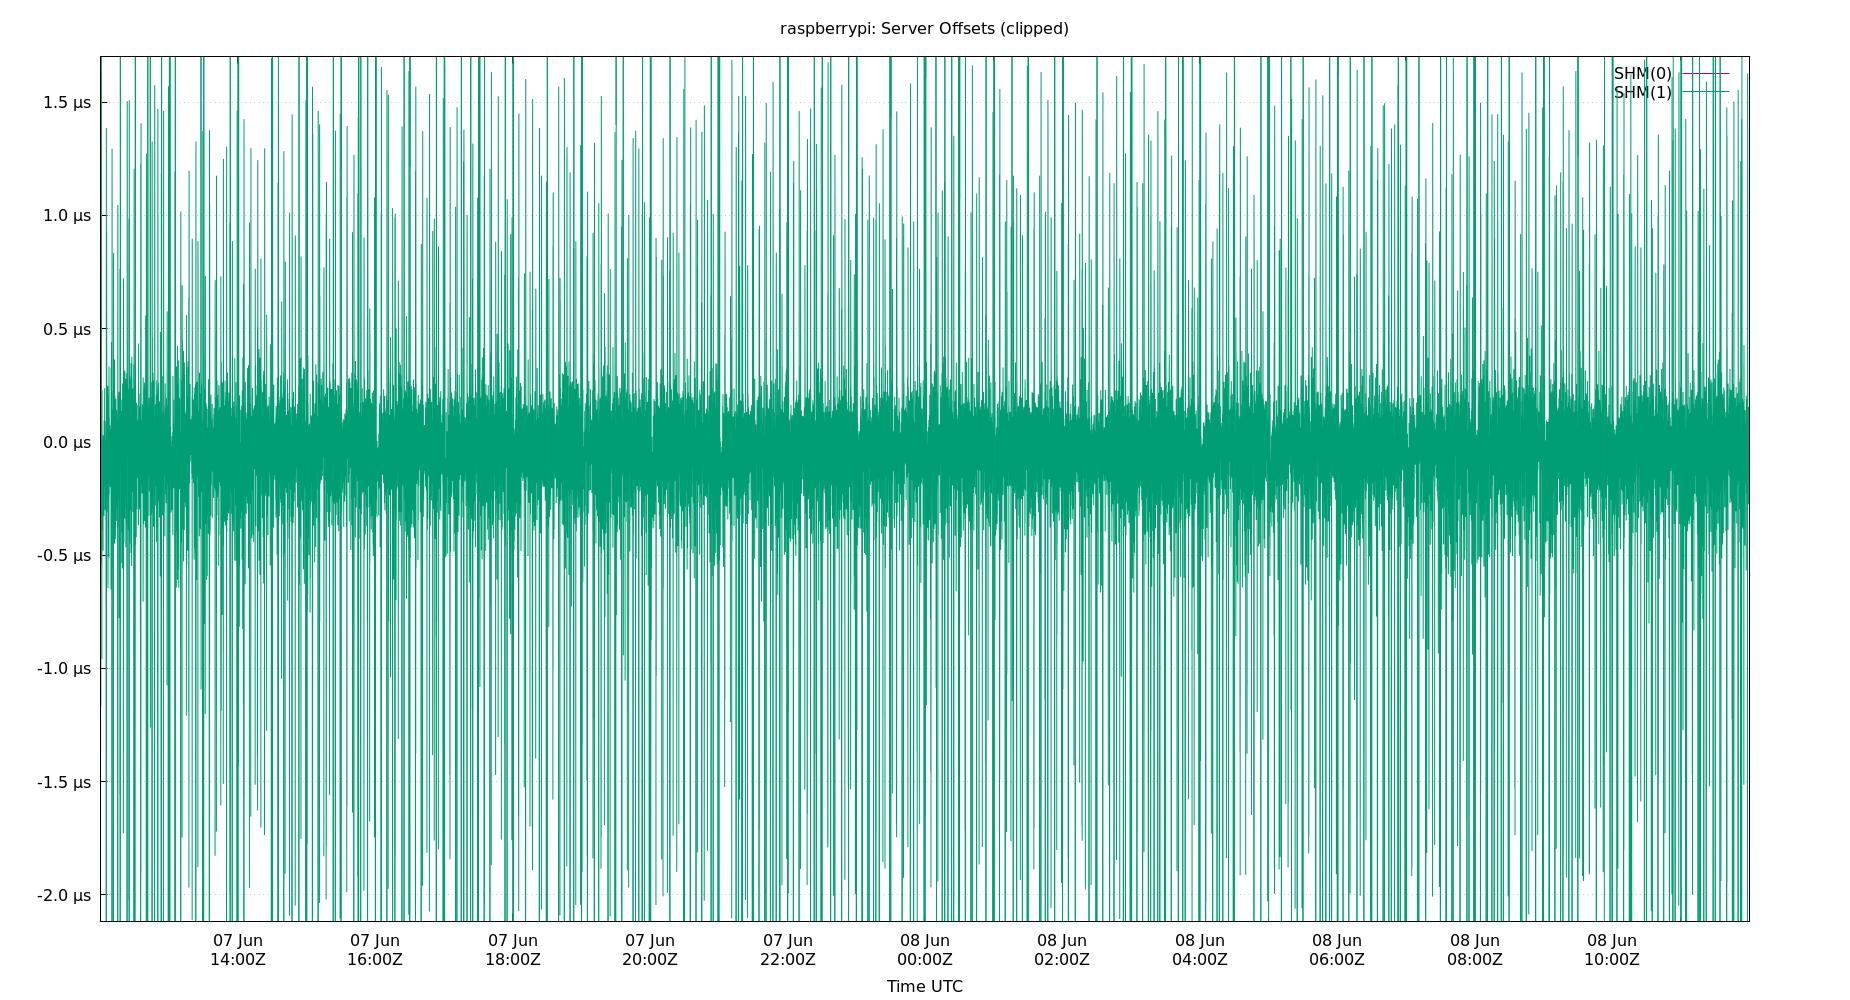 raspberrypi: Server Offsets (clipped)
SHM(0)
SHM(1)
1.5 µs
1.0 µs
0.5 µs
0.0 µs
-0.5 µs
-1.0 µs
-1.5 µs
-2.0 µs
07 Jun 07 Jun 07 Jun 07 Jun 07 Jun 08 Jun 08 Jun 08 Jun 08 Jun 08 Jun 08 Jun
14:00Z 16:00Z 18:00Z 20:00Z 22:00Z 00:00Z 02:00Z 04:00Z 06:00Z 08:00Z 10:00Z
Time UTC